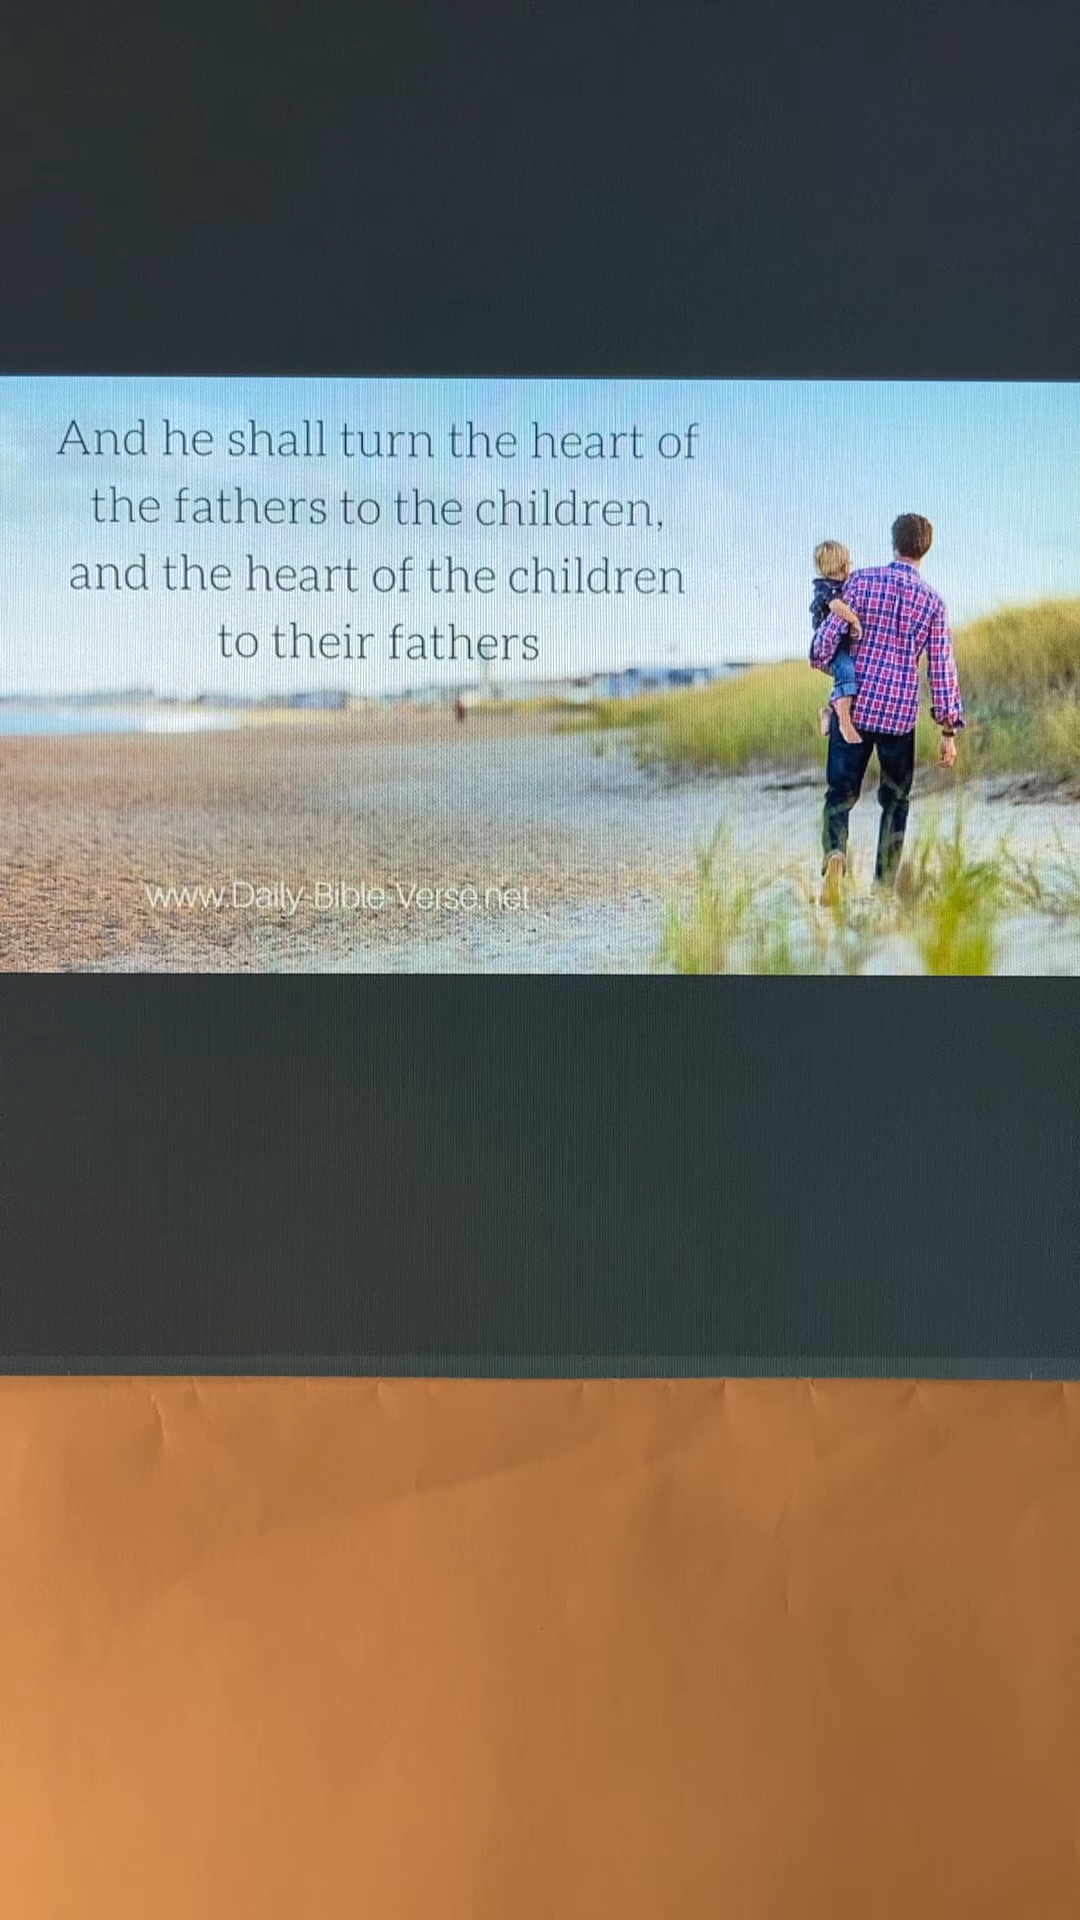 And he shall turn the heart of
the fathers to the children,
and the heart of the children
to their fathers
www.Daily-Bible-Verse.net